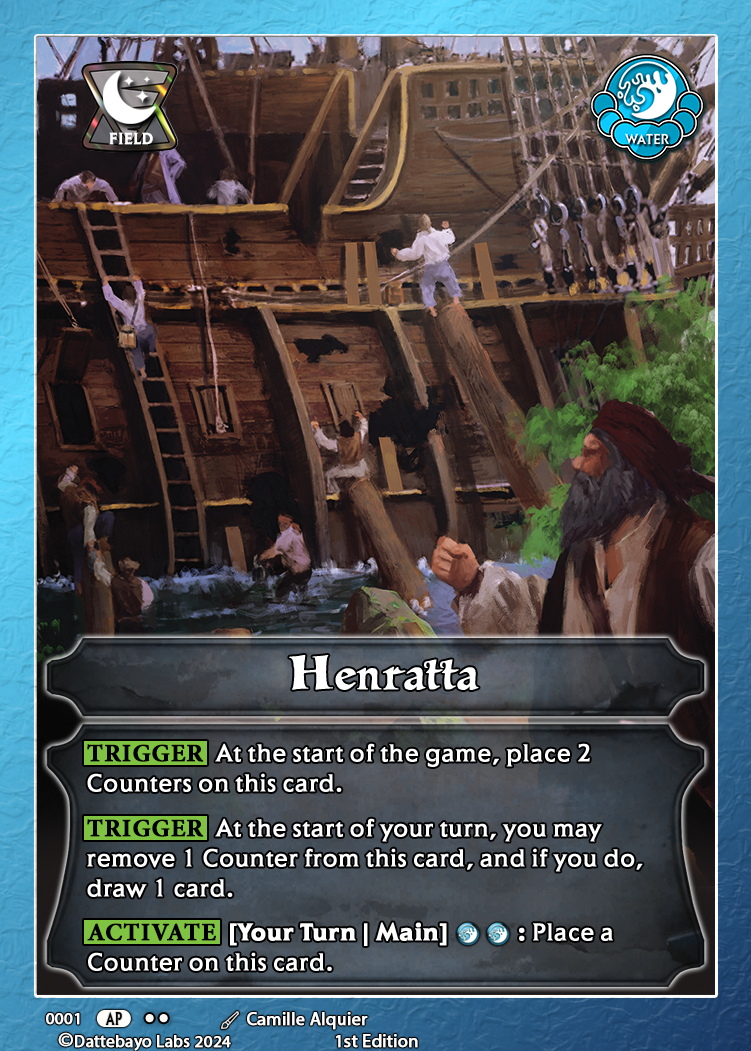 FIELD
WATER
Henratta
TRIGGER At the start of the game, place 2
Counters on this card.
TRIGGER At the start of your turn, you may
remove 1 Counter from this card, and if you do,
draw 1 card.
ACTIVATE [Your Turn | Main] : Place a
Counter on this card.
0001 AP Camille Alquier
©Dattebayo Labs 2024 1st Edition